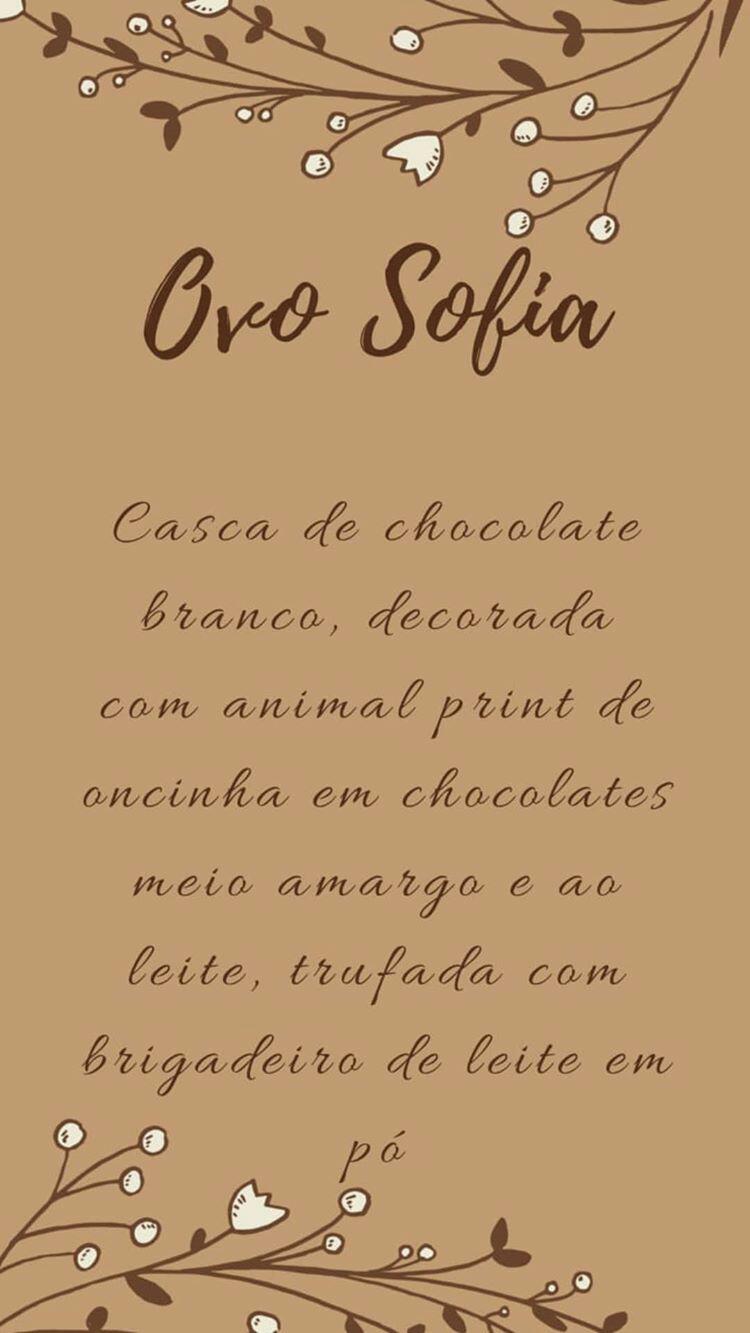 Ovo Sofia
Casca de chocolate
branco, decorada
com animal print de
oncinha em chocolates
meio amargo e ao
leite, trufada com
brigadeiro de leite em
pó